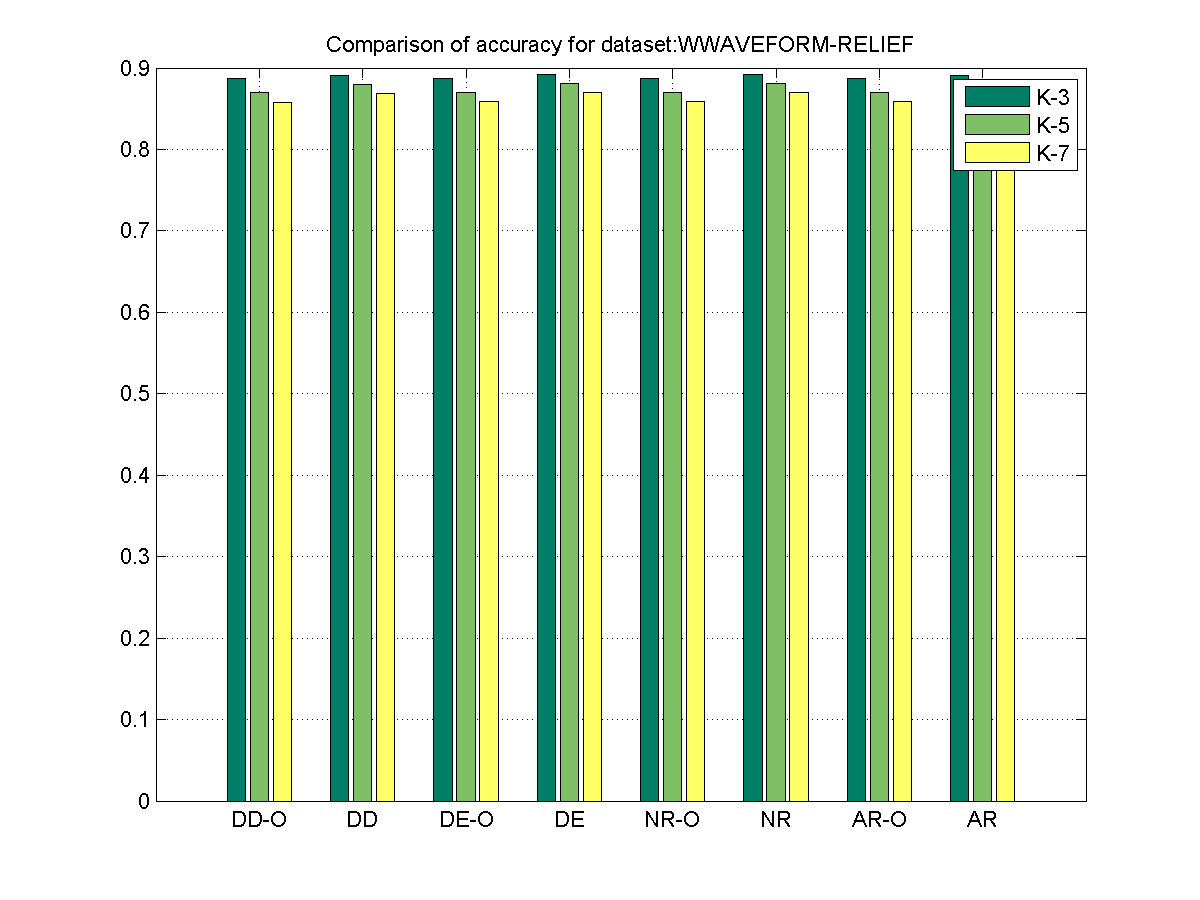 Comparison of accuracy for dataset:WWAVEFORM-RELIEF
0.9
0.8
0.7
0.6
0.5
0.4
0.3
0.2
0.1
0
K-3
K-5
K-7
DD-O DD DE-O DE NR-O NR AR-O AR